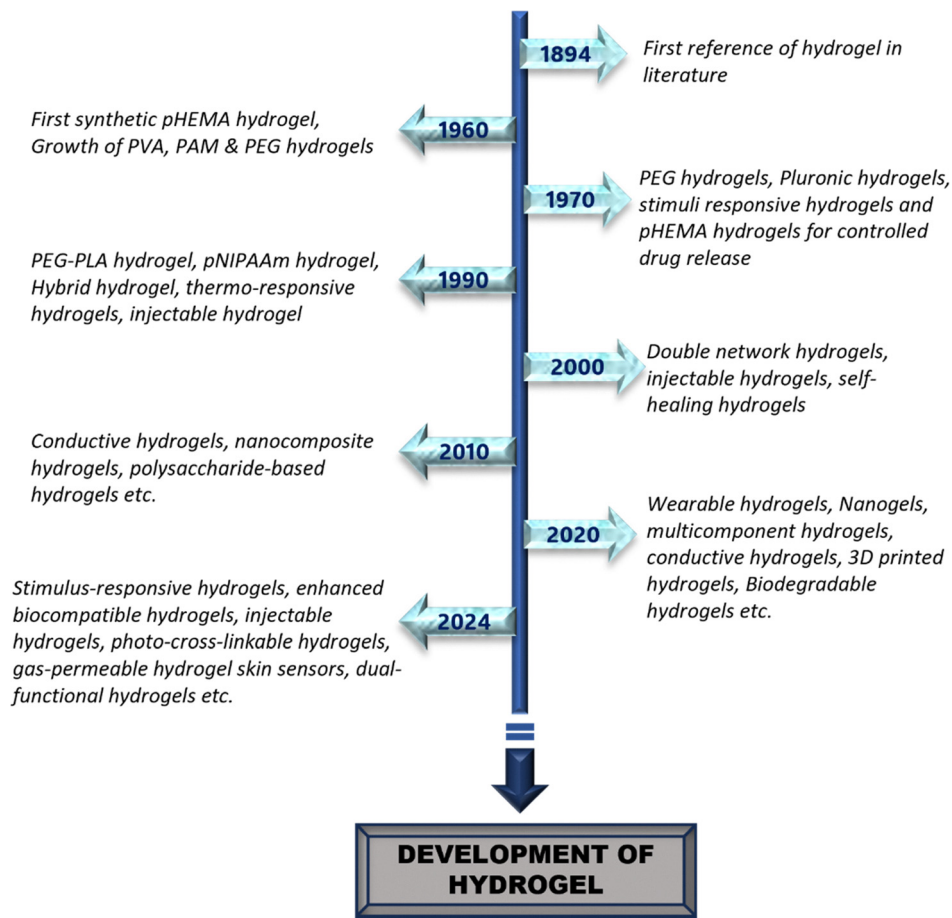 1894
First reference of hydrogel in
literature
First synthetic pHEMA hydrogel,
Growth of PVA, PAM & PEG hydrogels
1960
1970
PEG hydrogels, Pluronic hydrogels,
stimuli responsive hydrogels and
pHEMA hydrogels for controlled
drug release
PEG-PLA hydrogel, pNIPAAm hydrogel,
Hybrid hydrogel, thermo-responsive
hydrogels, injectable hydrogel
1990
2000
Double network hydrogels,
injectable hydrogels, self-
healing hydrogels
Conductive hydrogels, nanocomposite
hydrogels, polysaccharide-based
hydrogels etc.
2010
2020
Wearable hydrogels, Nanogels,
multicomponent hydrogels,
conductive hydrogels, 3D printed
hydrogels, Biodegradable
hydrogels etc.
Stimulus-responsive hydrogels, enhanced
biocompatible hydrogels, injectable
hydrogels, photo-cross-linkable hydrogels,
gas-permeable hydrogel skin sensors, dual-
functional hydrogels etc.
2024
DEVELOPMENT OF
HYDROGEL